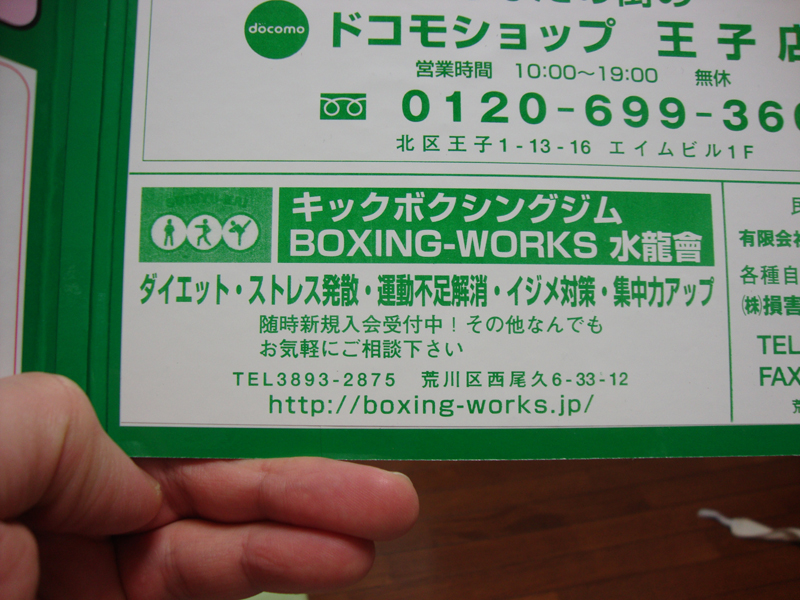 döcomo ドコモショップ 王子店
営業時間 10:00〜19:00 無休
0120-699-360
北区王子1-13-16 エイムビル1F
キックボクシングジム
BOXING-WORKS 水龍會
ダイエット・ストレス発散・運動不足解消・イジメ対策・集中力アップ
随時新規入会受付中!その他なんでも
お気軽にご相談下さい
TEL3893-2875 荒川区西尾久6-33-12
http://boxing-works.jp/
有限会社
各種自
㈱損害
TEL
FAX